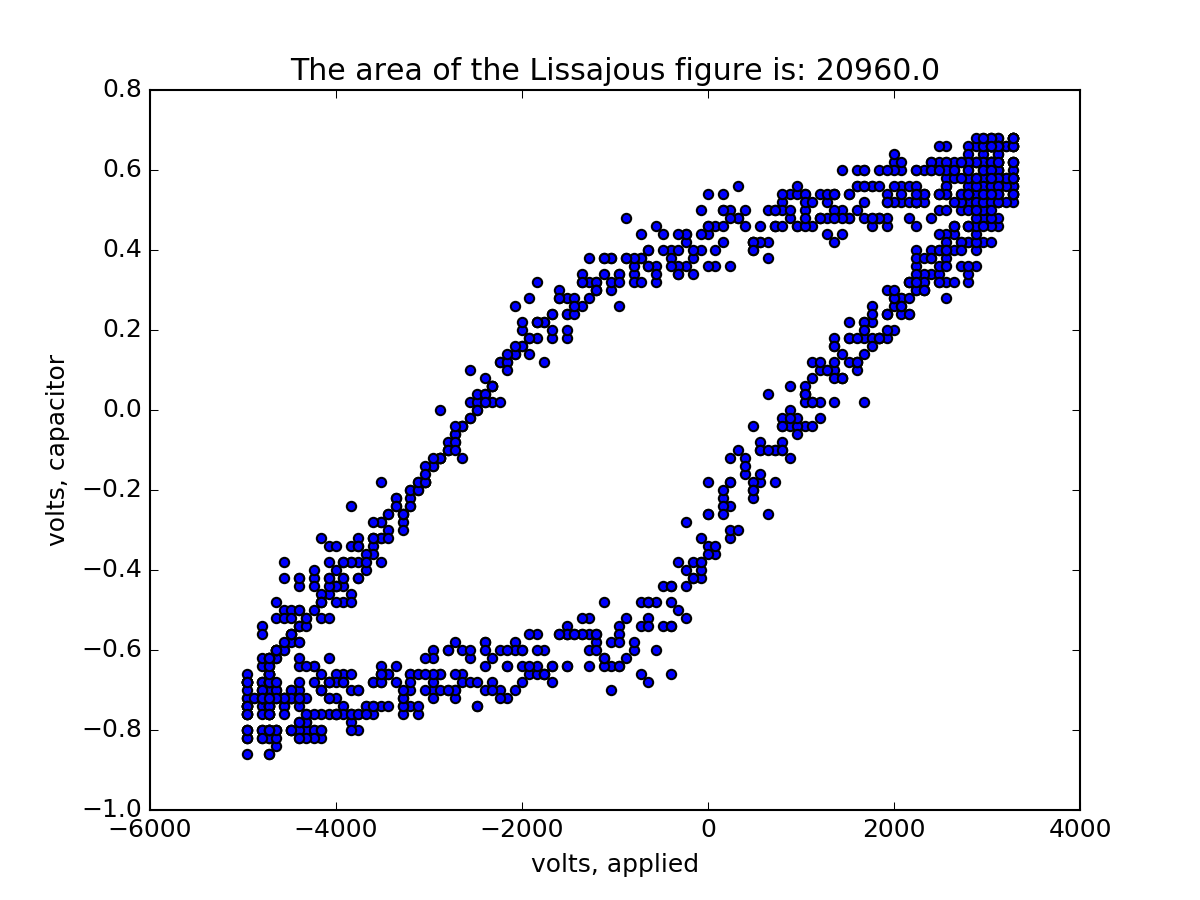 The area of the Lissajous figure is: 20960.0
0.8
0.6
0.4
0.2
0.0
−0.2
−0.4
−0.6
−0.8
−1.0
volts, capacitor
−6000 −4000 −2000 0 2000 4000
volts, applied